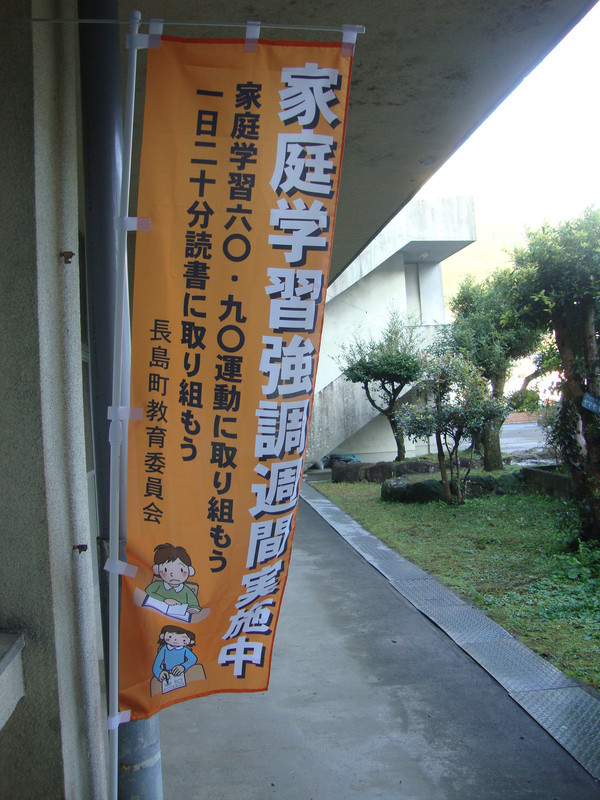 家庭学習強調週間実施中
家庭学習六〇・九〇運動に取り組もう
一日二十分読書に取り組もう
長島町教育委員会